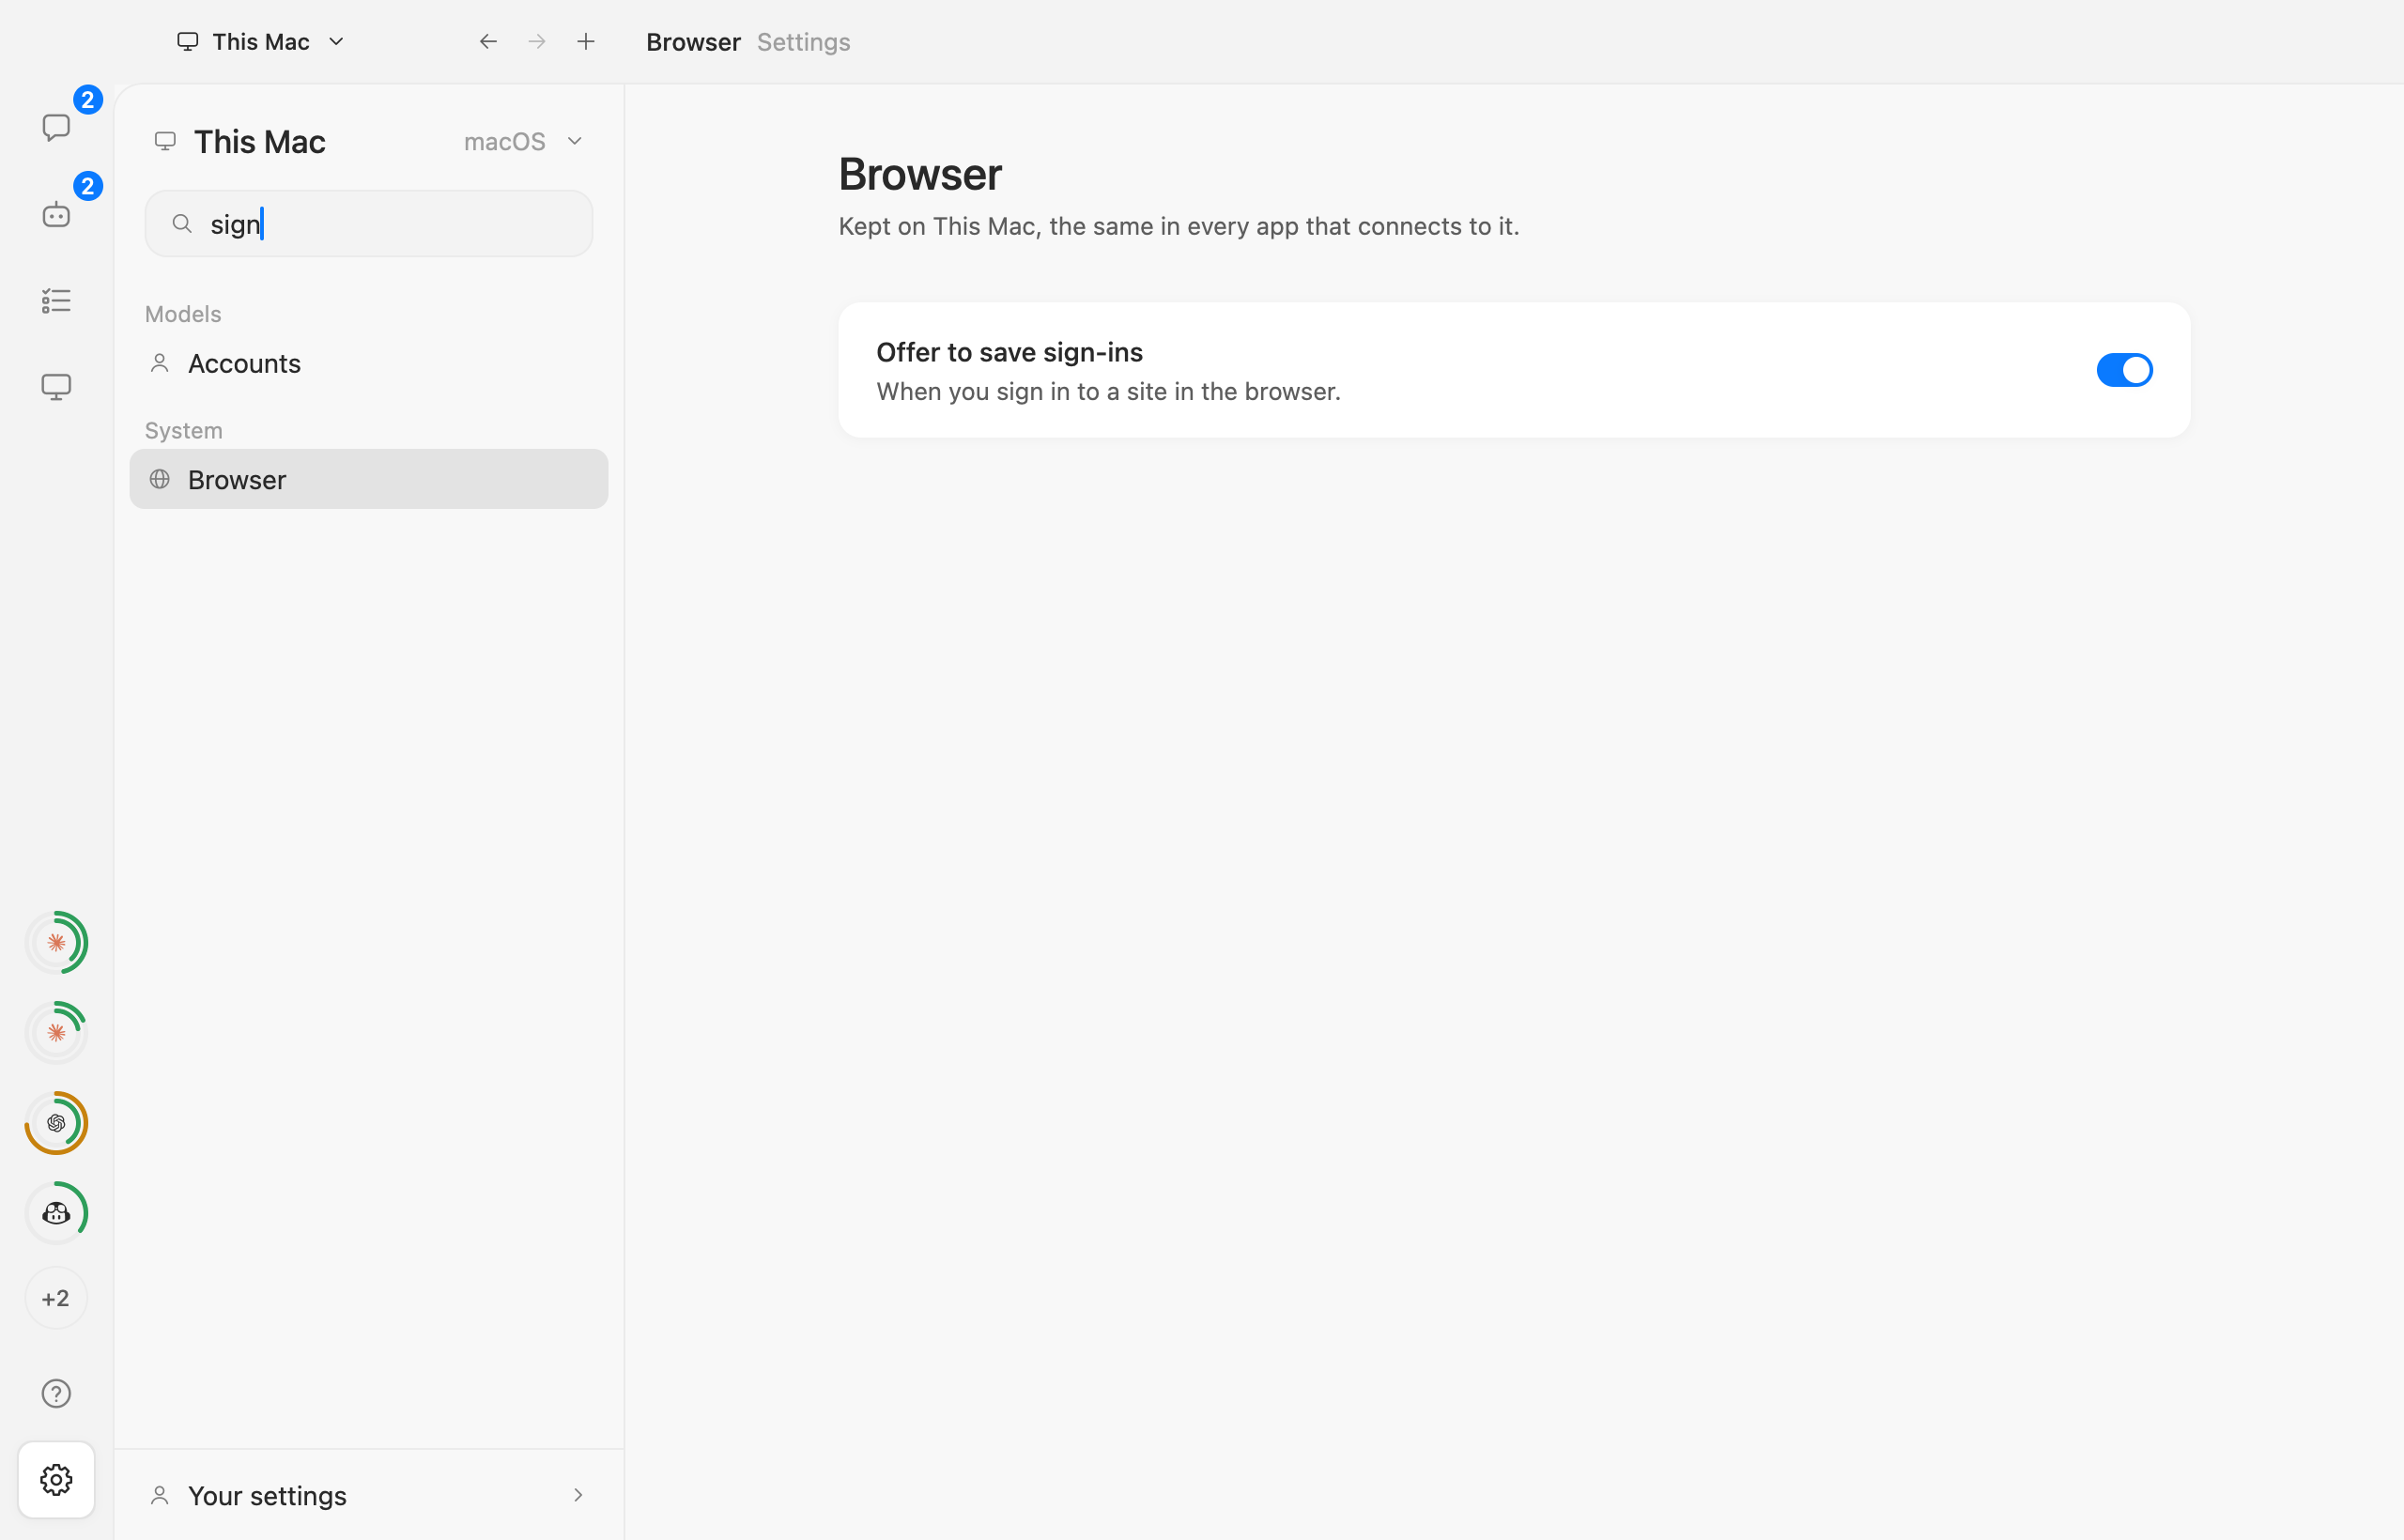 This Mac
Browser Settings
2
This Mac macOS
2
sign
Models
Accounts
System
Browser
Browser
Kept on This Mac, the same in every app that connects to it.
Offer to save sign-ins
When you sign in to a site in the browser.
+2
?
Your settings